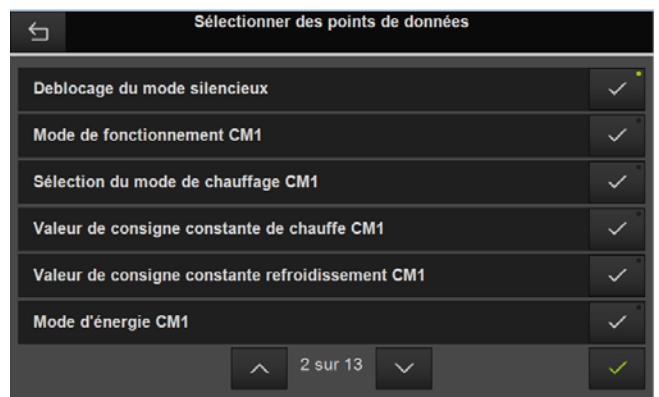 Sélectionner des points de données
Deblocage du mode silencieux
Mode de fonctionnement CM1
Sélection du mode de chauffage CM1
Valeur de consigne constante de chauffe CM1
Valeur de consigne constante refroidissement CM1
Mode d'énergie CM1
2 sur 13